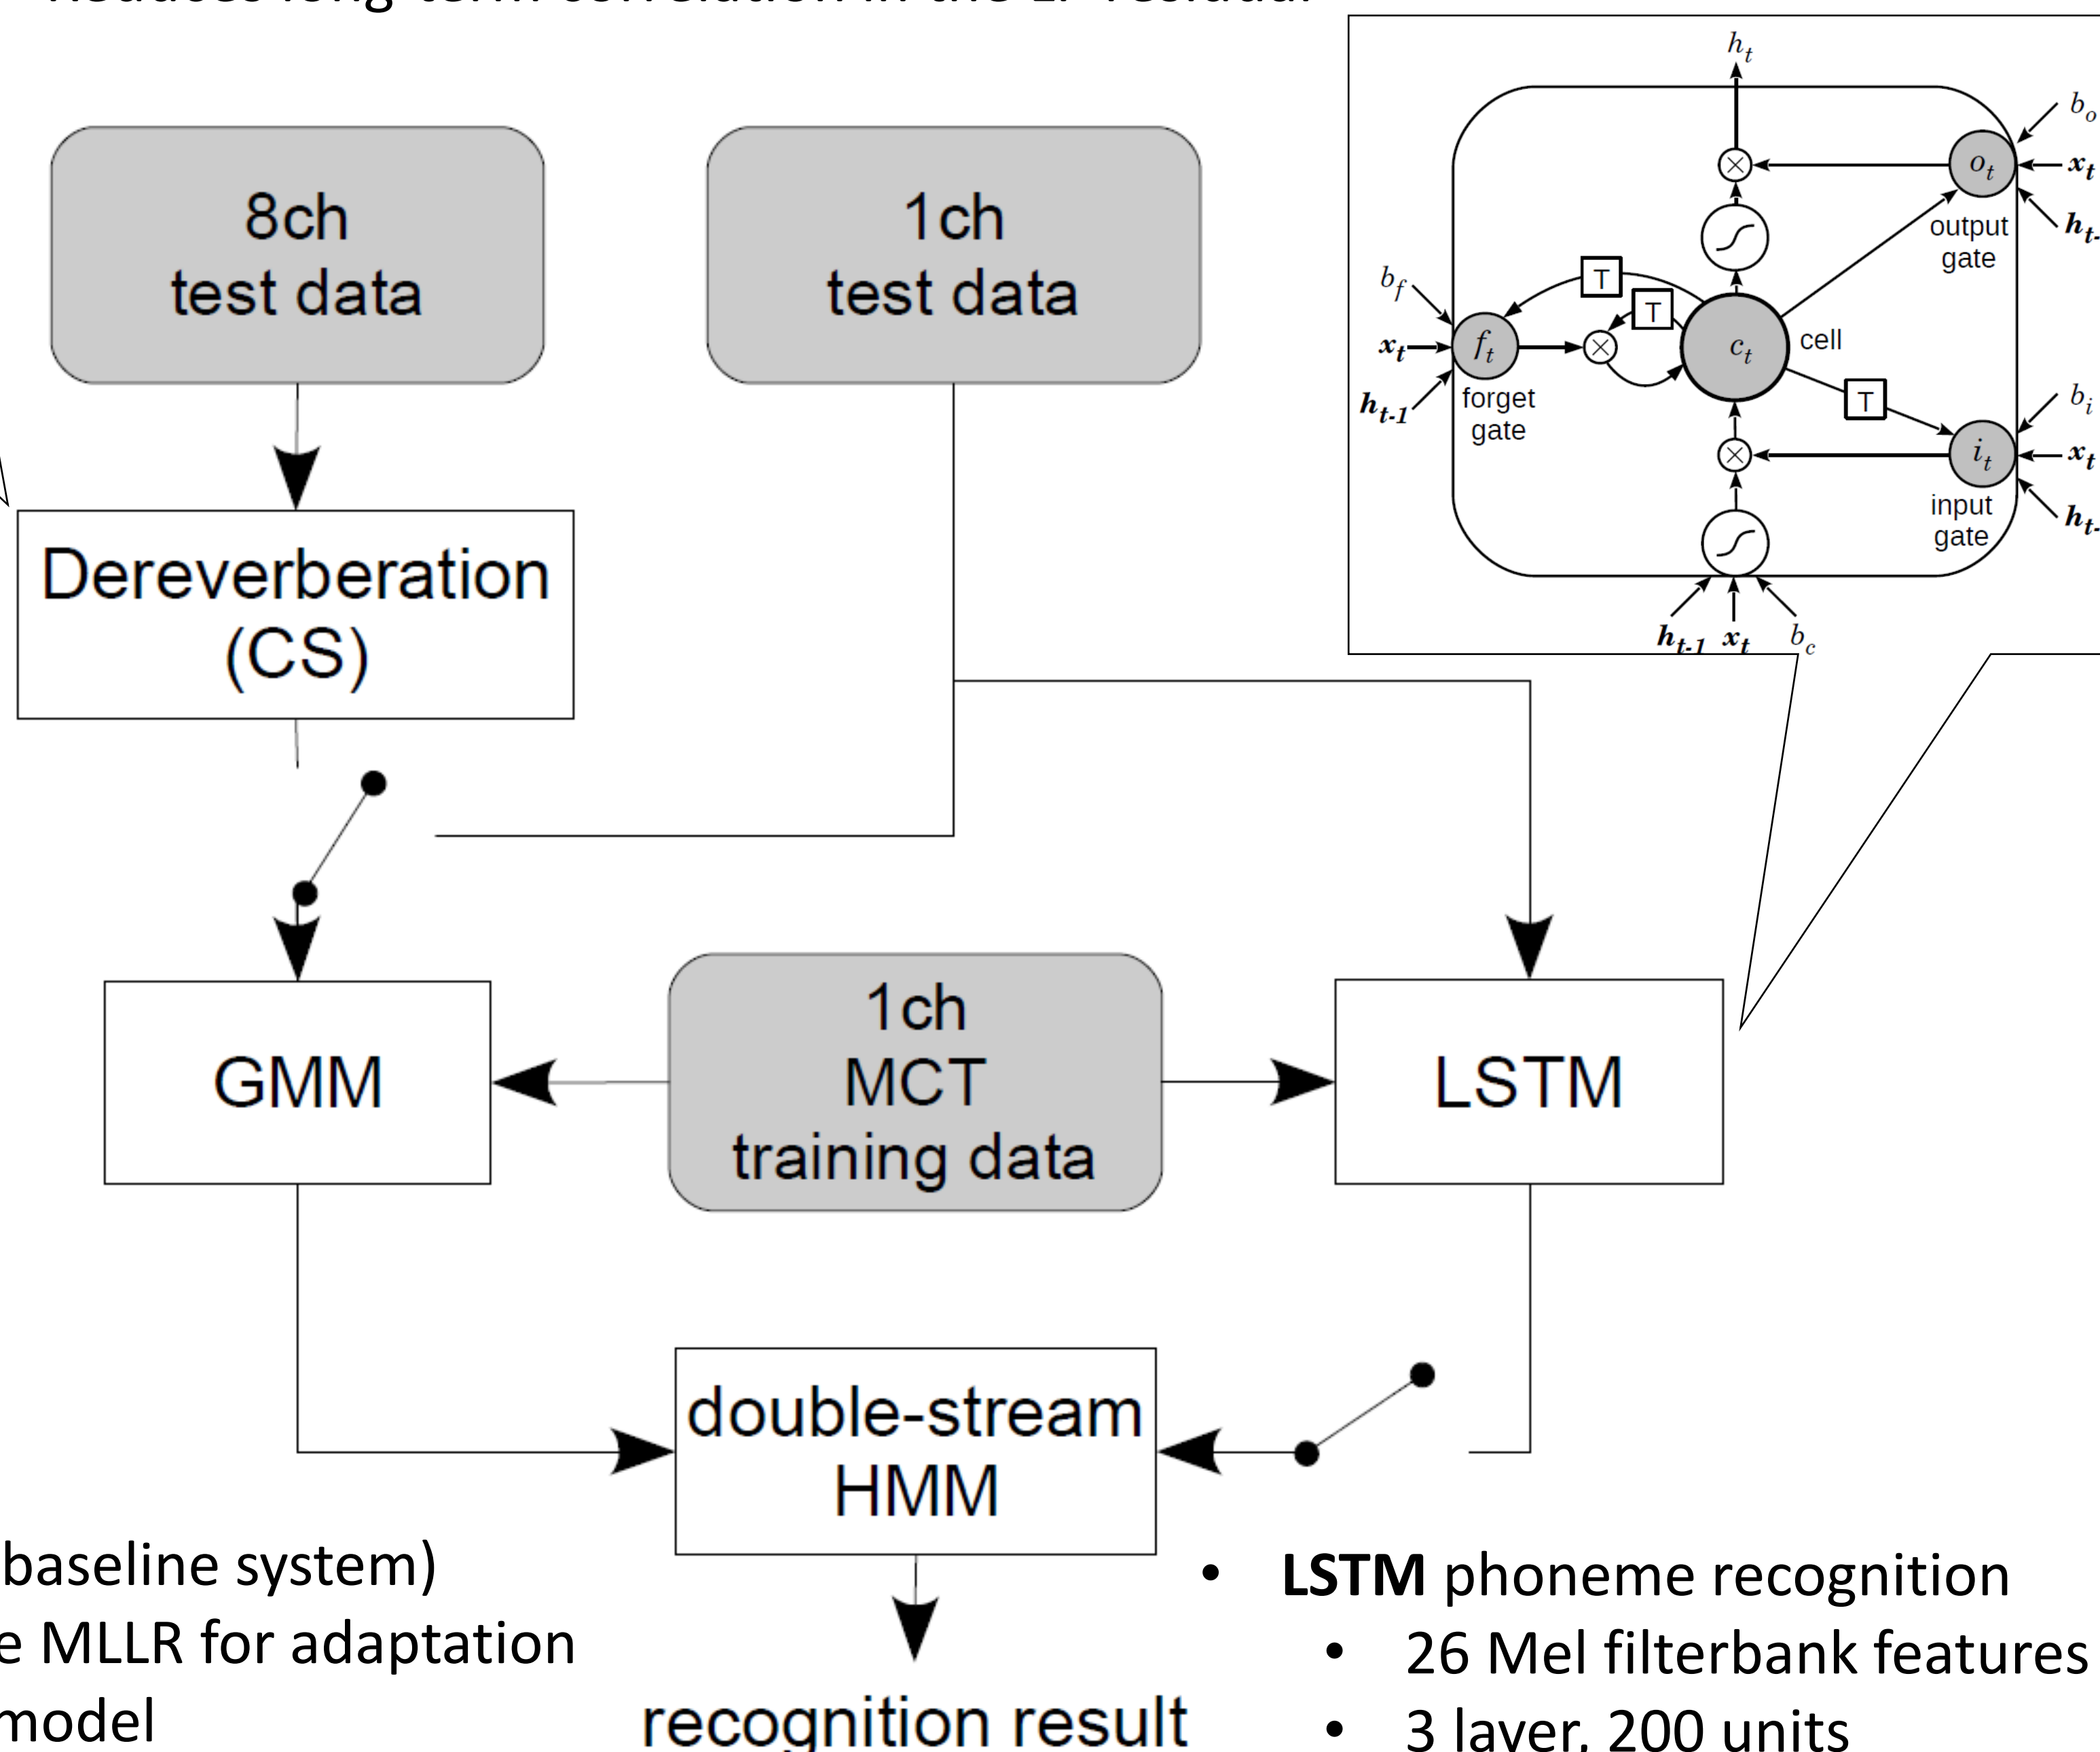 h_t
b_o
x_t
o_t
output
gate
8ch
test data
1ch
test data
b_f
T
T
x_t
f_t
c_t
cell
h_{t-1}
forget
gate
T
b_i
x_t
i_t
input
gate
h_{t-1} x_t b_c
Dereverberation
(CS)
GMM
1ch
MCT
training data
LSTM
double-stream
HMM
baseline system)
MLLR for adaptation
model
recognition result
• LSTM phoneme recognition
• 26 Mel filterbank features
• 3 layer, 200 units